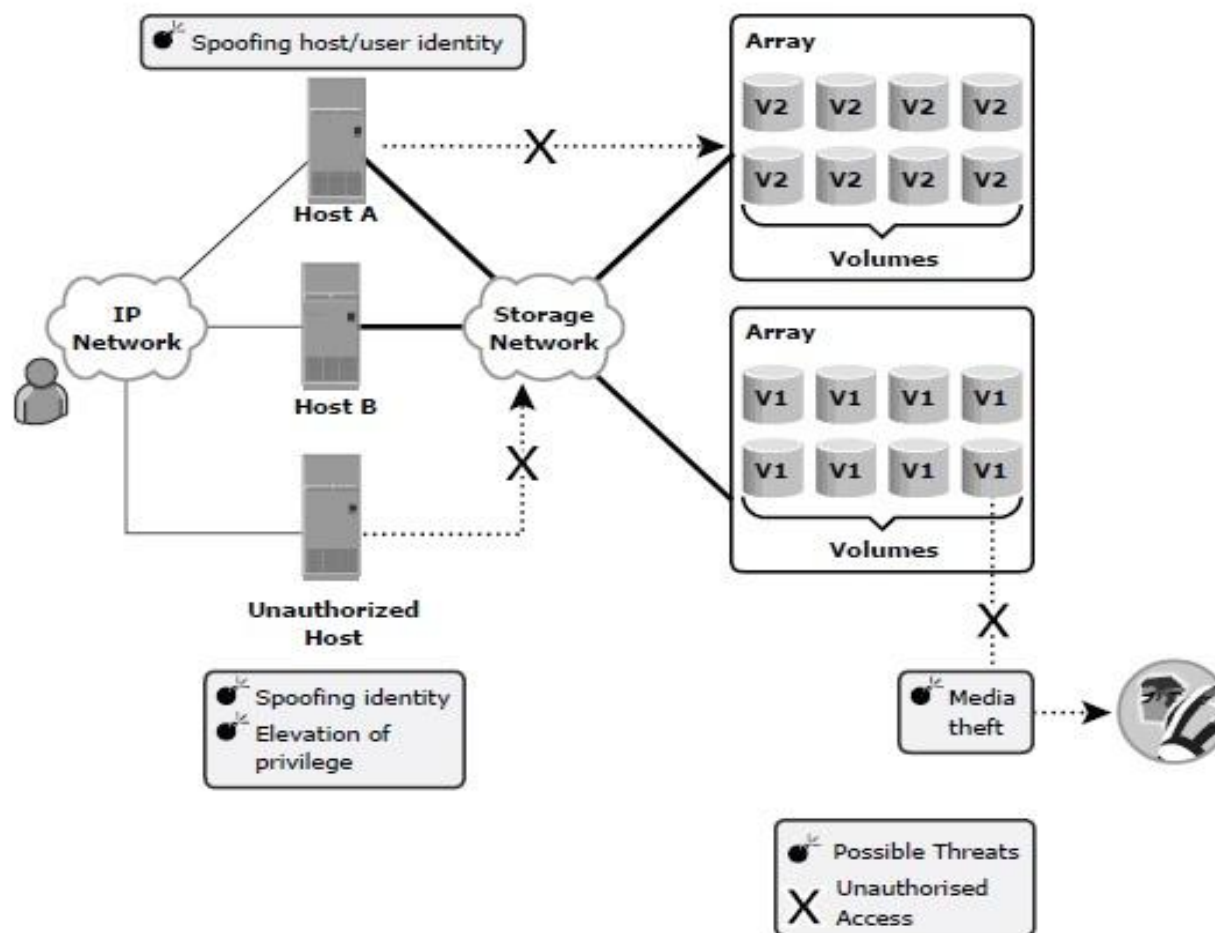 Spoofing host/user identity
Array
V2 V2 V2 V2
V2 V2 V2 V2
Volumes
Host A
IP
Network
Storage
Network
Host B
Array
V1 V1 V1 V1
V1 V1 V1 V1
Volumes
Unauthorized
Host
Spoofing identity
Elevation of
privilege
X
X
X
Media
theft
Possible Threats
X Unauthorised
Access